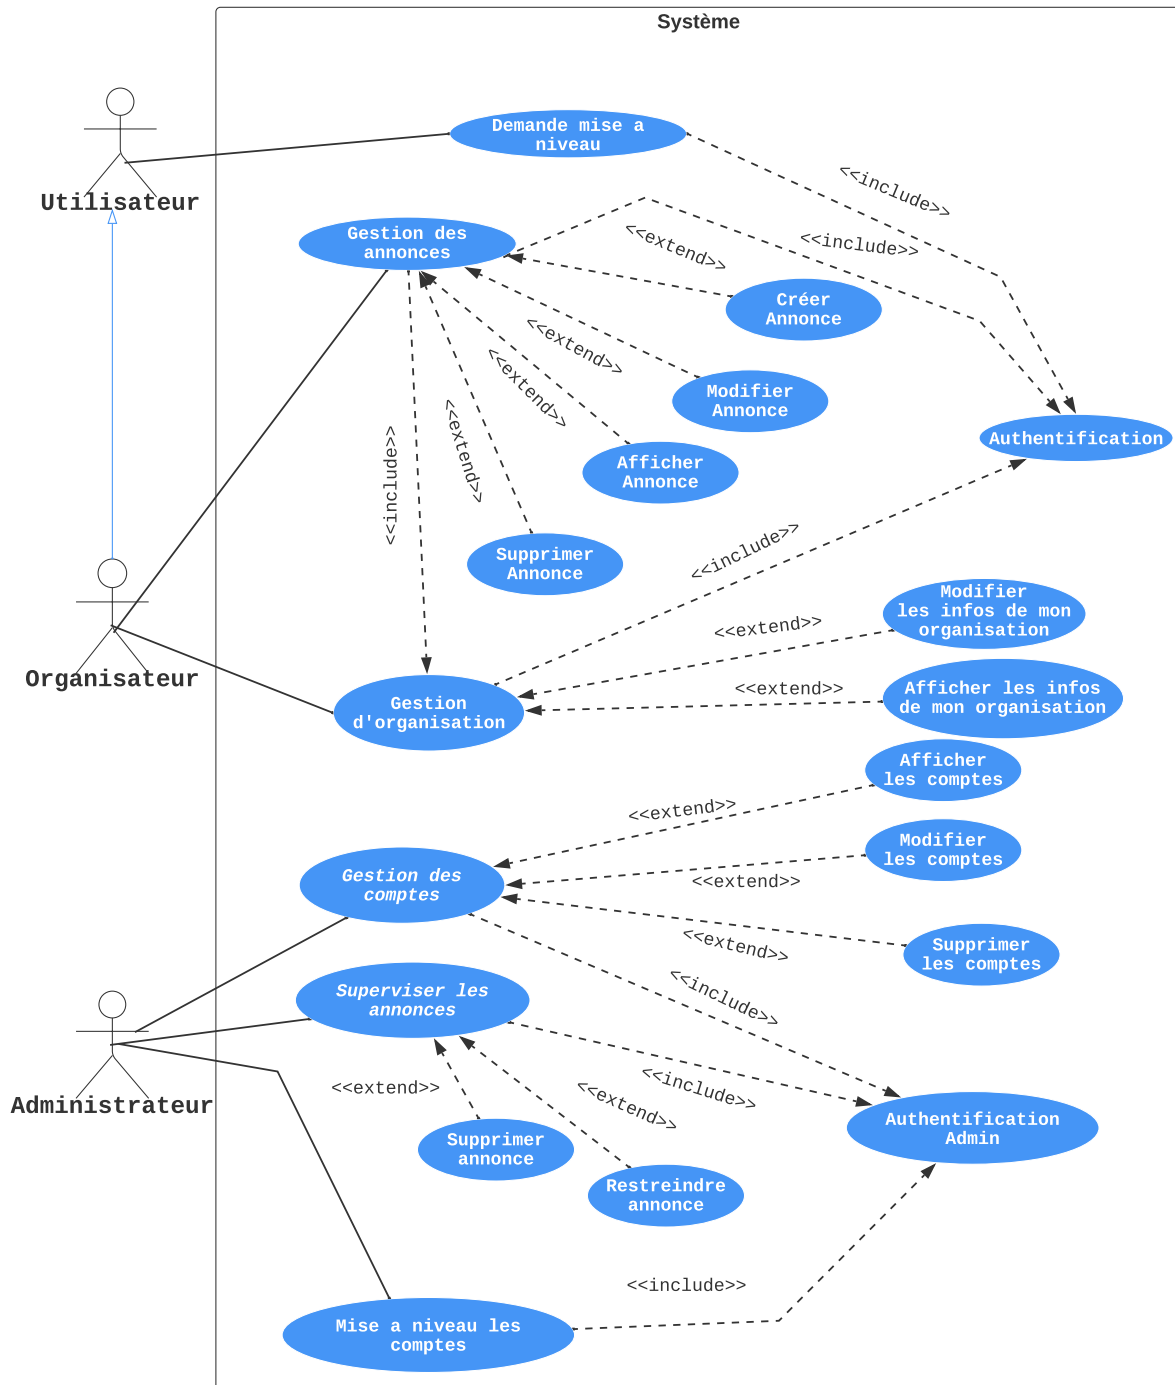 Système
Utilisateur
Demande mise a
niveau
<<include>>
Gestion des
annonces
<<include>>
<<extend>>
Créer
Annonce
<<extend>>
Modifier
Annonce
<<extend>>
Afficher
Annonce
<<extend>>
Supprimer
Annonce
<<include>>
Authentification
<<include>>
Organisateur
Gestion
d'organisation
<<extend>>
Modifier
les infos de mon
organisation
<<extend>>
Afficher les infos
de mon organisation
Afficher
les comptes
<<extend>>
Modifier
les comptes
<<extend>>
Gestion des
comptes
Supprimer
les comptes
<<extend>>
<<include>>
Superviser les
annonces
<<include>>
<<extend>>
<<extend>>
Administrateur
Supprimer
annonce
Restreindre
annonce
Authentification
Admin
<<include>>
Mise a niveau les
comptes